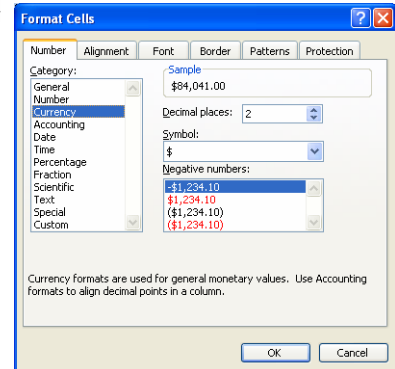 Format Cells
Number Alignment Font Border Patterns Protection
Category:
General
Number
Currency
Accounting
Date
Time
Percentage
Fraction
Scientific
Text
Special
Custom
Sample
$84,041.00
Decimal places: 2
Symbol:
$
Negative numbers:
-$1,234.10
$1,234.10
($1,234.10)
($1,234.10)
Currency formats are used for general monetary values. Use Accounting
formats to align decimal points in a column.
OK Cancel